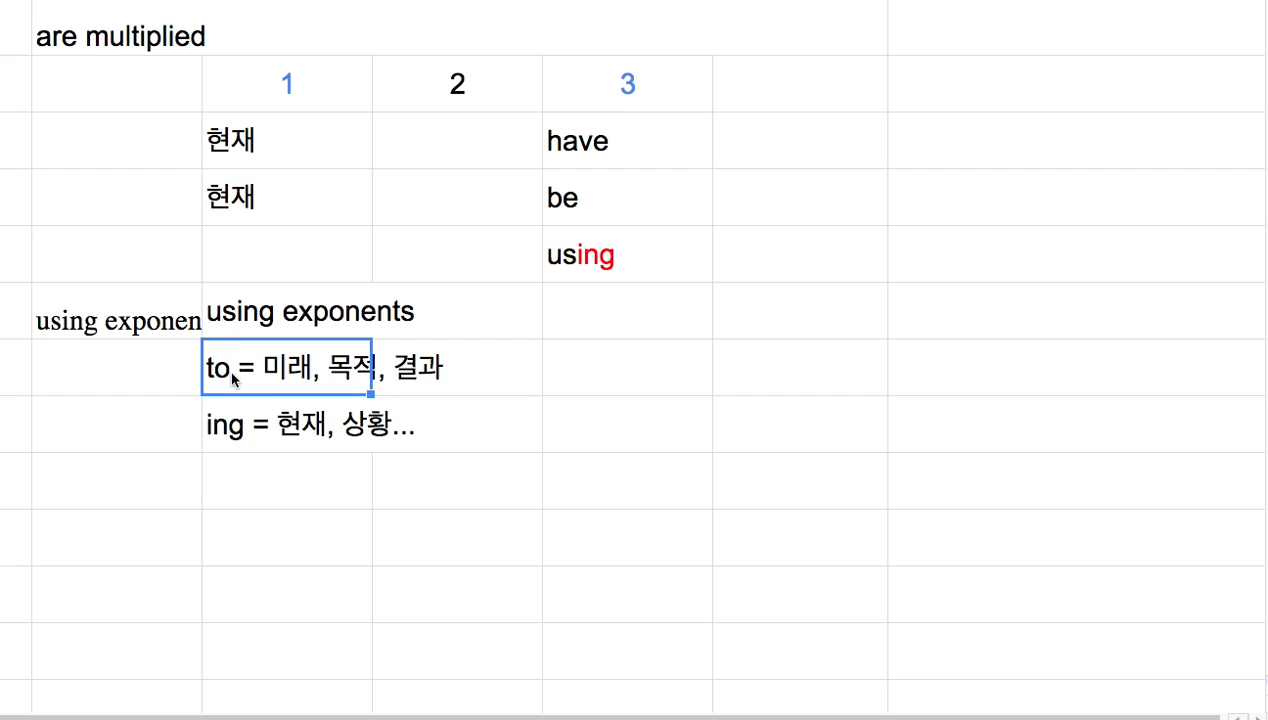 are multiplied
1 2 3
현재 have
현재 be
using
using exponen using exponents
to = 미래, 목적, 결과
ing = 현재, 상황...